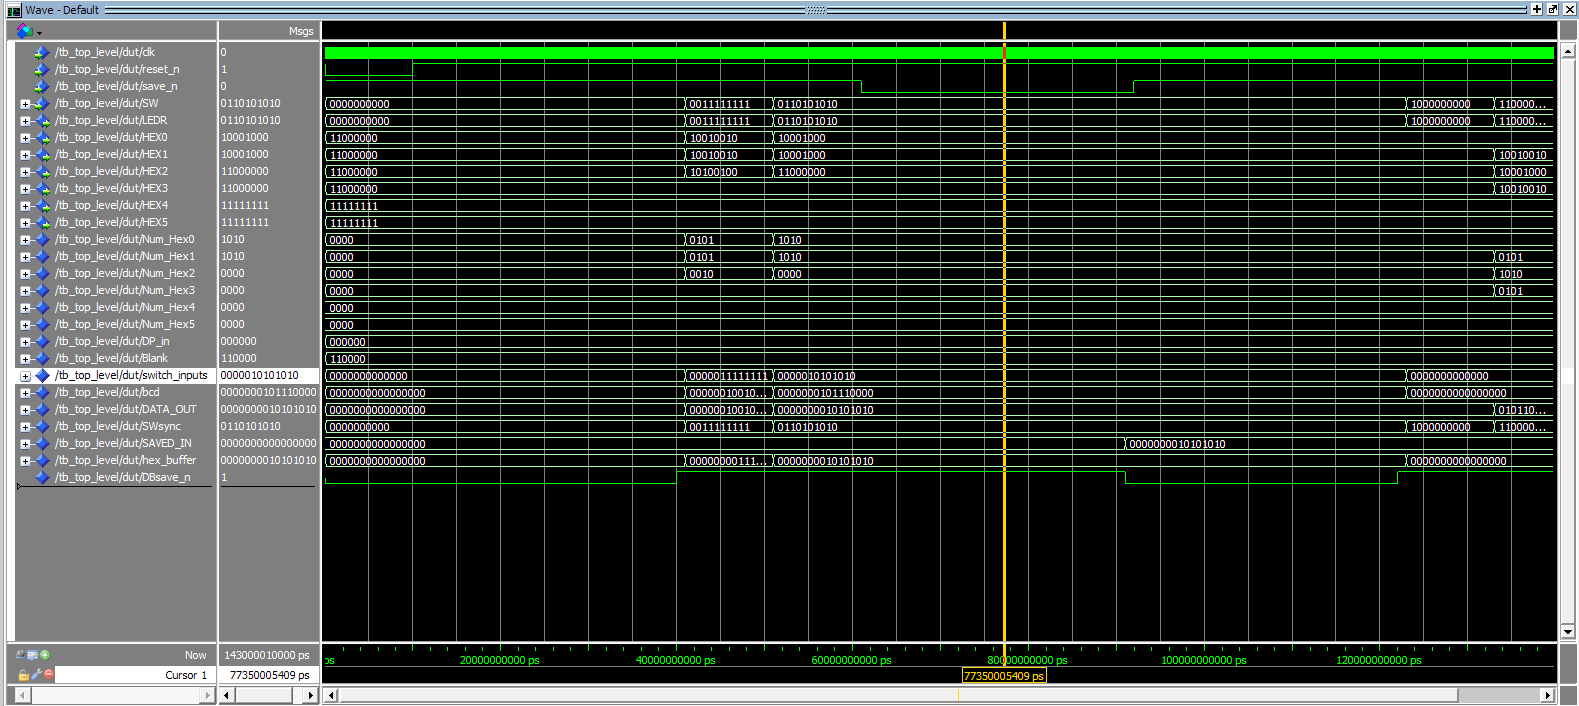 Wave - Default
Msgs
/tb_top_level/dut/clk 0
/tb_top_level/dut/reset_n 1
/tb_top_level/dut/save_n 0
/tb_top_level/dut/SW 0110101010 0000000000 0011111111 0110101010 1000000000 110000...
/tb_top_level/dut/LEDR 0110101010 0000000000 0011111111 0110101010 1000000000 110000...
/tb_top_level/dut/HEX0 10001000 11000000 10010010 10001000
/tb_top_level/dut/HEX1 10001000 11000000 10010010 10001000 10010010
/tb_top_level/dut/HEX2 11000000 11000000 10100100 11000000 10001000
/tb_top_level/dut/HEX3 11000000 11000000 10010010
/tb_top_level/dut/HEX4 11111111 11111111
/tb_top_level/dut/HEX5 11111111 11111111
/tb_top_level/dut/Num_Hex0 1010 0000 0101 1010
/tb_top_level/dut/Num_Hex1 1010 0000 0101 1010 0101
/tb_top_level/dut/Num_Hex2 0000 0000 0010 0000 1010
/tb_top_level/dut/Num_Hex3 0000 0000 0101
/tb_top_level/dut/Num_Hex4 0000 0000
/tb_top_level/dut/Num_Hex5 0000 0000
/tb_top_level/dut/DP_in 000000 000000
/tb_top_level/dut/Blank 110000 110000
/tb_top_level/dut/switch_inputs 0000010101010 0000000000000 0000011111111 0000010101010 0000000000000
/tb_top_level/dut/bcd 0000000101110000 0000000000000000 00000010010... 0000000101110000 0000000000000000
/tb_top_level/dut/DATA_OUT 0000000010101010 0000000000000000 00000010010... 0000000010101010 010110...
/tb_top_level/dut/SWsync 0110101010 0000000000 0011111111 0110101010 1000000000 110000...
/tb_top_level/dut/SAVED_IN 0000000000000000 0000000000000000 0000000010101010
/tb_top_level/dut/hex_buffer 0000000010101010 0000000000000000 00000000111... 0000000010101010 0000000000000000
/tb_top_level/dut/DBsave_n 1
Now 143000010000 ps ps 20000000000 ps 40000000000 ps 60000000000 ps 80000000000 ps 100000000000 ps 120000000000 ps
Cursor 1 77350005409 ps 77350005409 ps